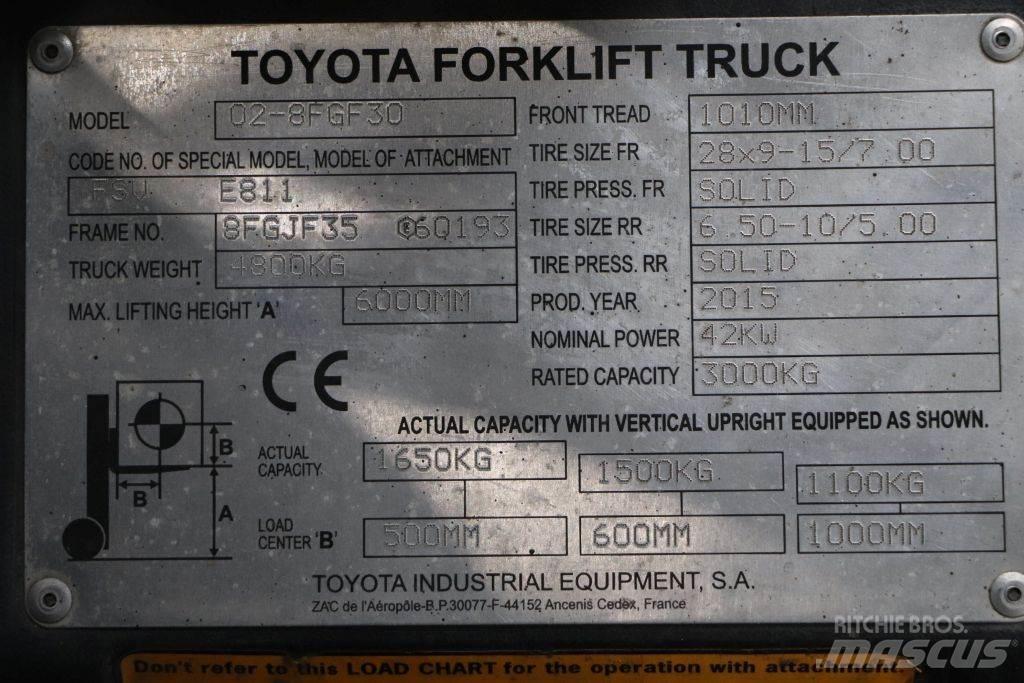 TOYOTA FORKLIFT TRUCK
MODEL 02-8FGF30
CODE NO. OF SPECIAL MODEL, MODEL OF ATTACHMENT
FSV E811
FRAME NO. 8FGJF35 60193
TRUCK WEIGHT 4800KG
MAX. LIFTING HEIGHT 'A' 6000MM
FRONT TREAD 1010MM
TIRE SIZE FR 28x9-15/7.00
TIRE PRESS. FR SOLID
TIRE SIZE RR 6.50-10/5.00
TIRE PRESS. RR SOLID
PROD. YEAR 2015
NOMINAL POWER 42KW
RATED CAPACITY 3000KG
CE
ACTUAL CAPACITY WITH VERTICAL UPRIGHT EQUIPPED AS SHOWN.
B
B
A
ACTUAL
CAPACITY 1650KG 1500KG 1100KG
LOAD
CENTER 'B' 500MM 600MM 1000MM
TOYOTA INDUSTRIAL EQUIPMENT, S.A.
ZAC de l'Aéropôle-B.P.30077-F-44152 Ancenis Cedex, France
RITCHIE BROS.
MASCUS
Don't refer to this LOAD CHART for the operation with attachment.